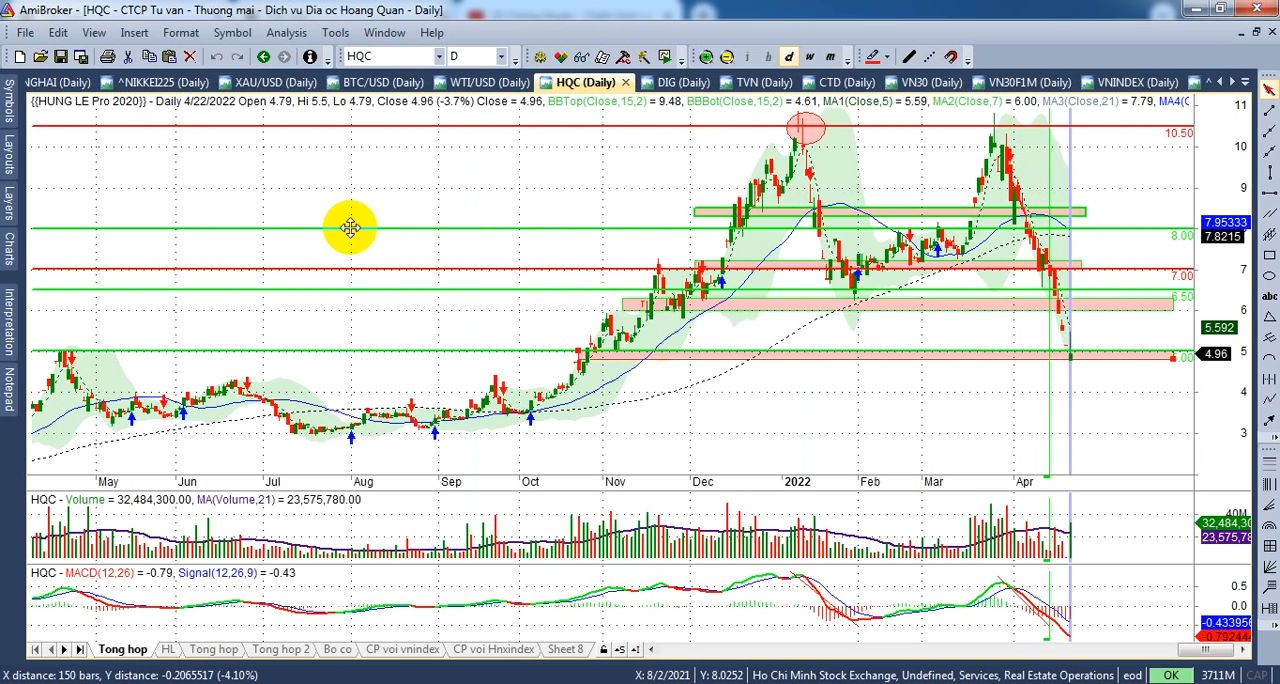 AmiBroker - [HQC - CTCP Tu van - Thuong mai - Dich vu Dia oc Hoang Quan - Daily]
File Edit View Insert Format Symbol Analysis Tools Window Help
HQC D i h d w m
NGHAI (Daily) ^NIKKEI225 (Daily) XAU/USD (Daily) BTC/USD (Daily) WTI/USD (Daily) HQC (Daily) DIG (Daily) TVN (Daily) CTD (Daily) VN30 (Daily) VN30F1M (Daily) VNINDEX (Daily)
{{HUNG LE Pro 2020}} - Daily 4/22/2022 Open 4.79, Hi 5.5, Lo 4.79, Close 4.96 (-3.7%) Close = 4.96, BBTop(Close,15,2) = 9.48, BBBot(Close,15,2) = 4.61, MA1(Close,5) = 5.59, MA2(Close,7) = 6.00, MA3(Close,21) = 7.79, MA4(C
Symbols
Layouts
Layers
Charts
Interpretation
Notepad
abc
11
10.50
10
9
8.00
7.95333
7.8215
7
7.00
6.50
6
5.592
5
4.96
.00
4
3
May Jun Jul Aug Sep Oct Nov Dec 2022 Feb Mar Apr
HQC - Volume = 32,484,300.00, MA(Volume,21) = 23,575,780.00
40M
32,484,30
23,575,78
HQC - MACD(12,26) = -0.79, Signal(12,26,9) = -0.43
0.5
0.0
-0.433956
-0.79244
Tong hop HL Tong hop Tong hop 2 Bo co CP voi vnindex CP voi Hnxindex Sheet 8
X distance: 150 bars, Y distance: -0.2065517 (-4.10%) X: 8/2/2021 Y: 8.0252 Ho Chi Minh Stock Exchange, Undefined, Services, Real Estate Operations eod OK 3711M CAP